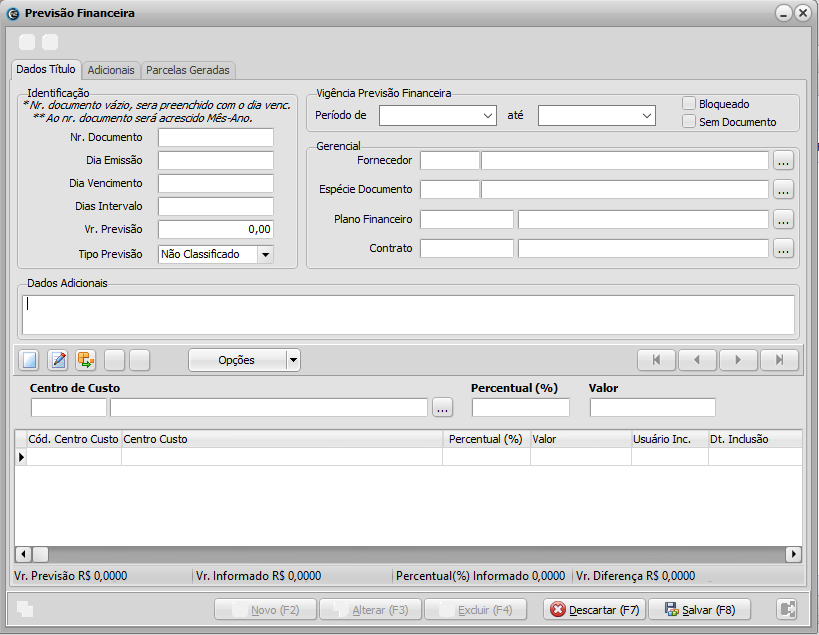 Previsão Financeira
Dados Título Adicionais Parcelas Geradas
Identificação
* Nr. documento vázio, sera preenchido com o dia venc.
** Ao nr. documento será acrescido Mês-Ano.
Nr. Documento
Dia Emissão
Dia Vencimento
Dias Intervalo
Vr. Previsão 0,00
Tipo Previsão Não Classificado
Vigência Previsão Financeira
Período de até
Bloqueado
Sem Documento
Gerencial
Fornecedor ...
Espécie Documento ...
Plano Financeiro ...
Contrato ...
Dados Adicionais
Opções
Centro de Custo Percentual (%) Valor
...
Cód. Centro Custo Centro Custo Percentual (%) Valor Usuário Inc. Dt. Inclusão
Vr. Previsão R$ 0,0000 Vr. Informado R$ 0,0000 Percentual(%) Informado 0,0000 Vr. Diferença R$ 0,0000
Novo (F2) Alterar (F3) Excluir (F4) Descartar (F7) Salvar (F8)